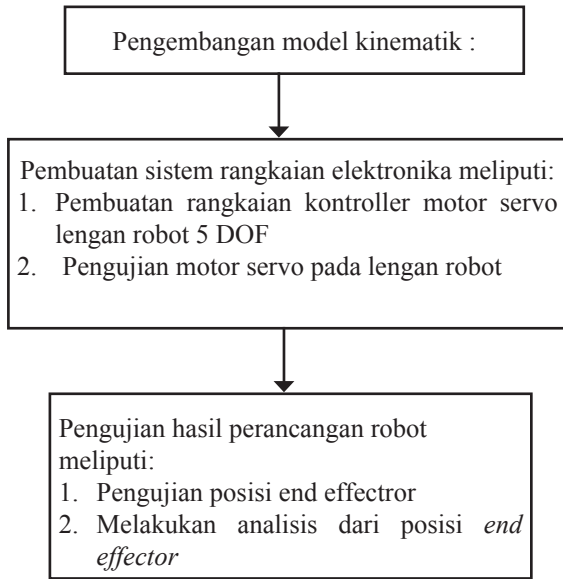 Pengembangan model kinematik :
Pembuatan sistem rangkaian elektronika meliputi:
1. Pembuatan rangkaian kontroller motor servo
lengan robot 5 DOF
2. Pengujian motor servo pada lengan robot
Pengujian hasil perancangan robot
meliputi:
1. Pengujian posisi end effectror
2. Melakukan analisis dari posisi end
effector